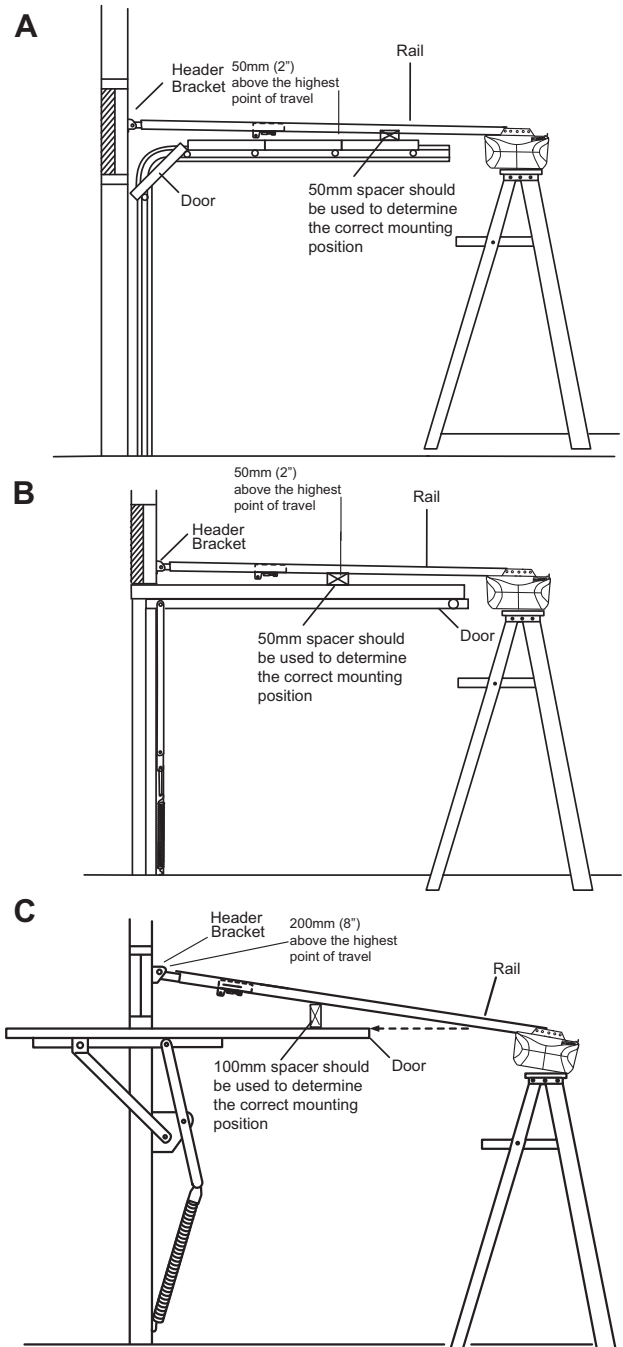 A
Header
Bracket
50mm (2”)
above the highest
point of travel
Rail
Door
50mm spacer should
be used to determine
the correct mounting
position
B
50mm (2”)
above the highest
point of travel
Header
Bracket
Rail
Door
50mm spacer should
be used to determine
the correct mounting
position
C
Header
Bracket
200mm (8”)
above the highest
point of travel
Rail
Door
100mm spacer should
be used to determine
the correct mounting
position